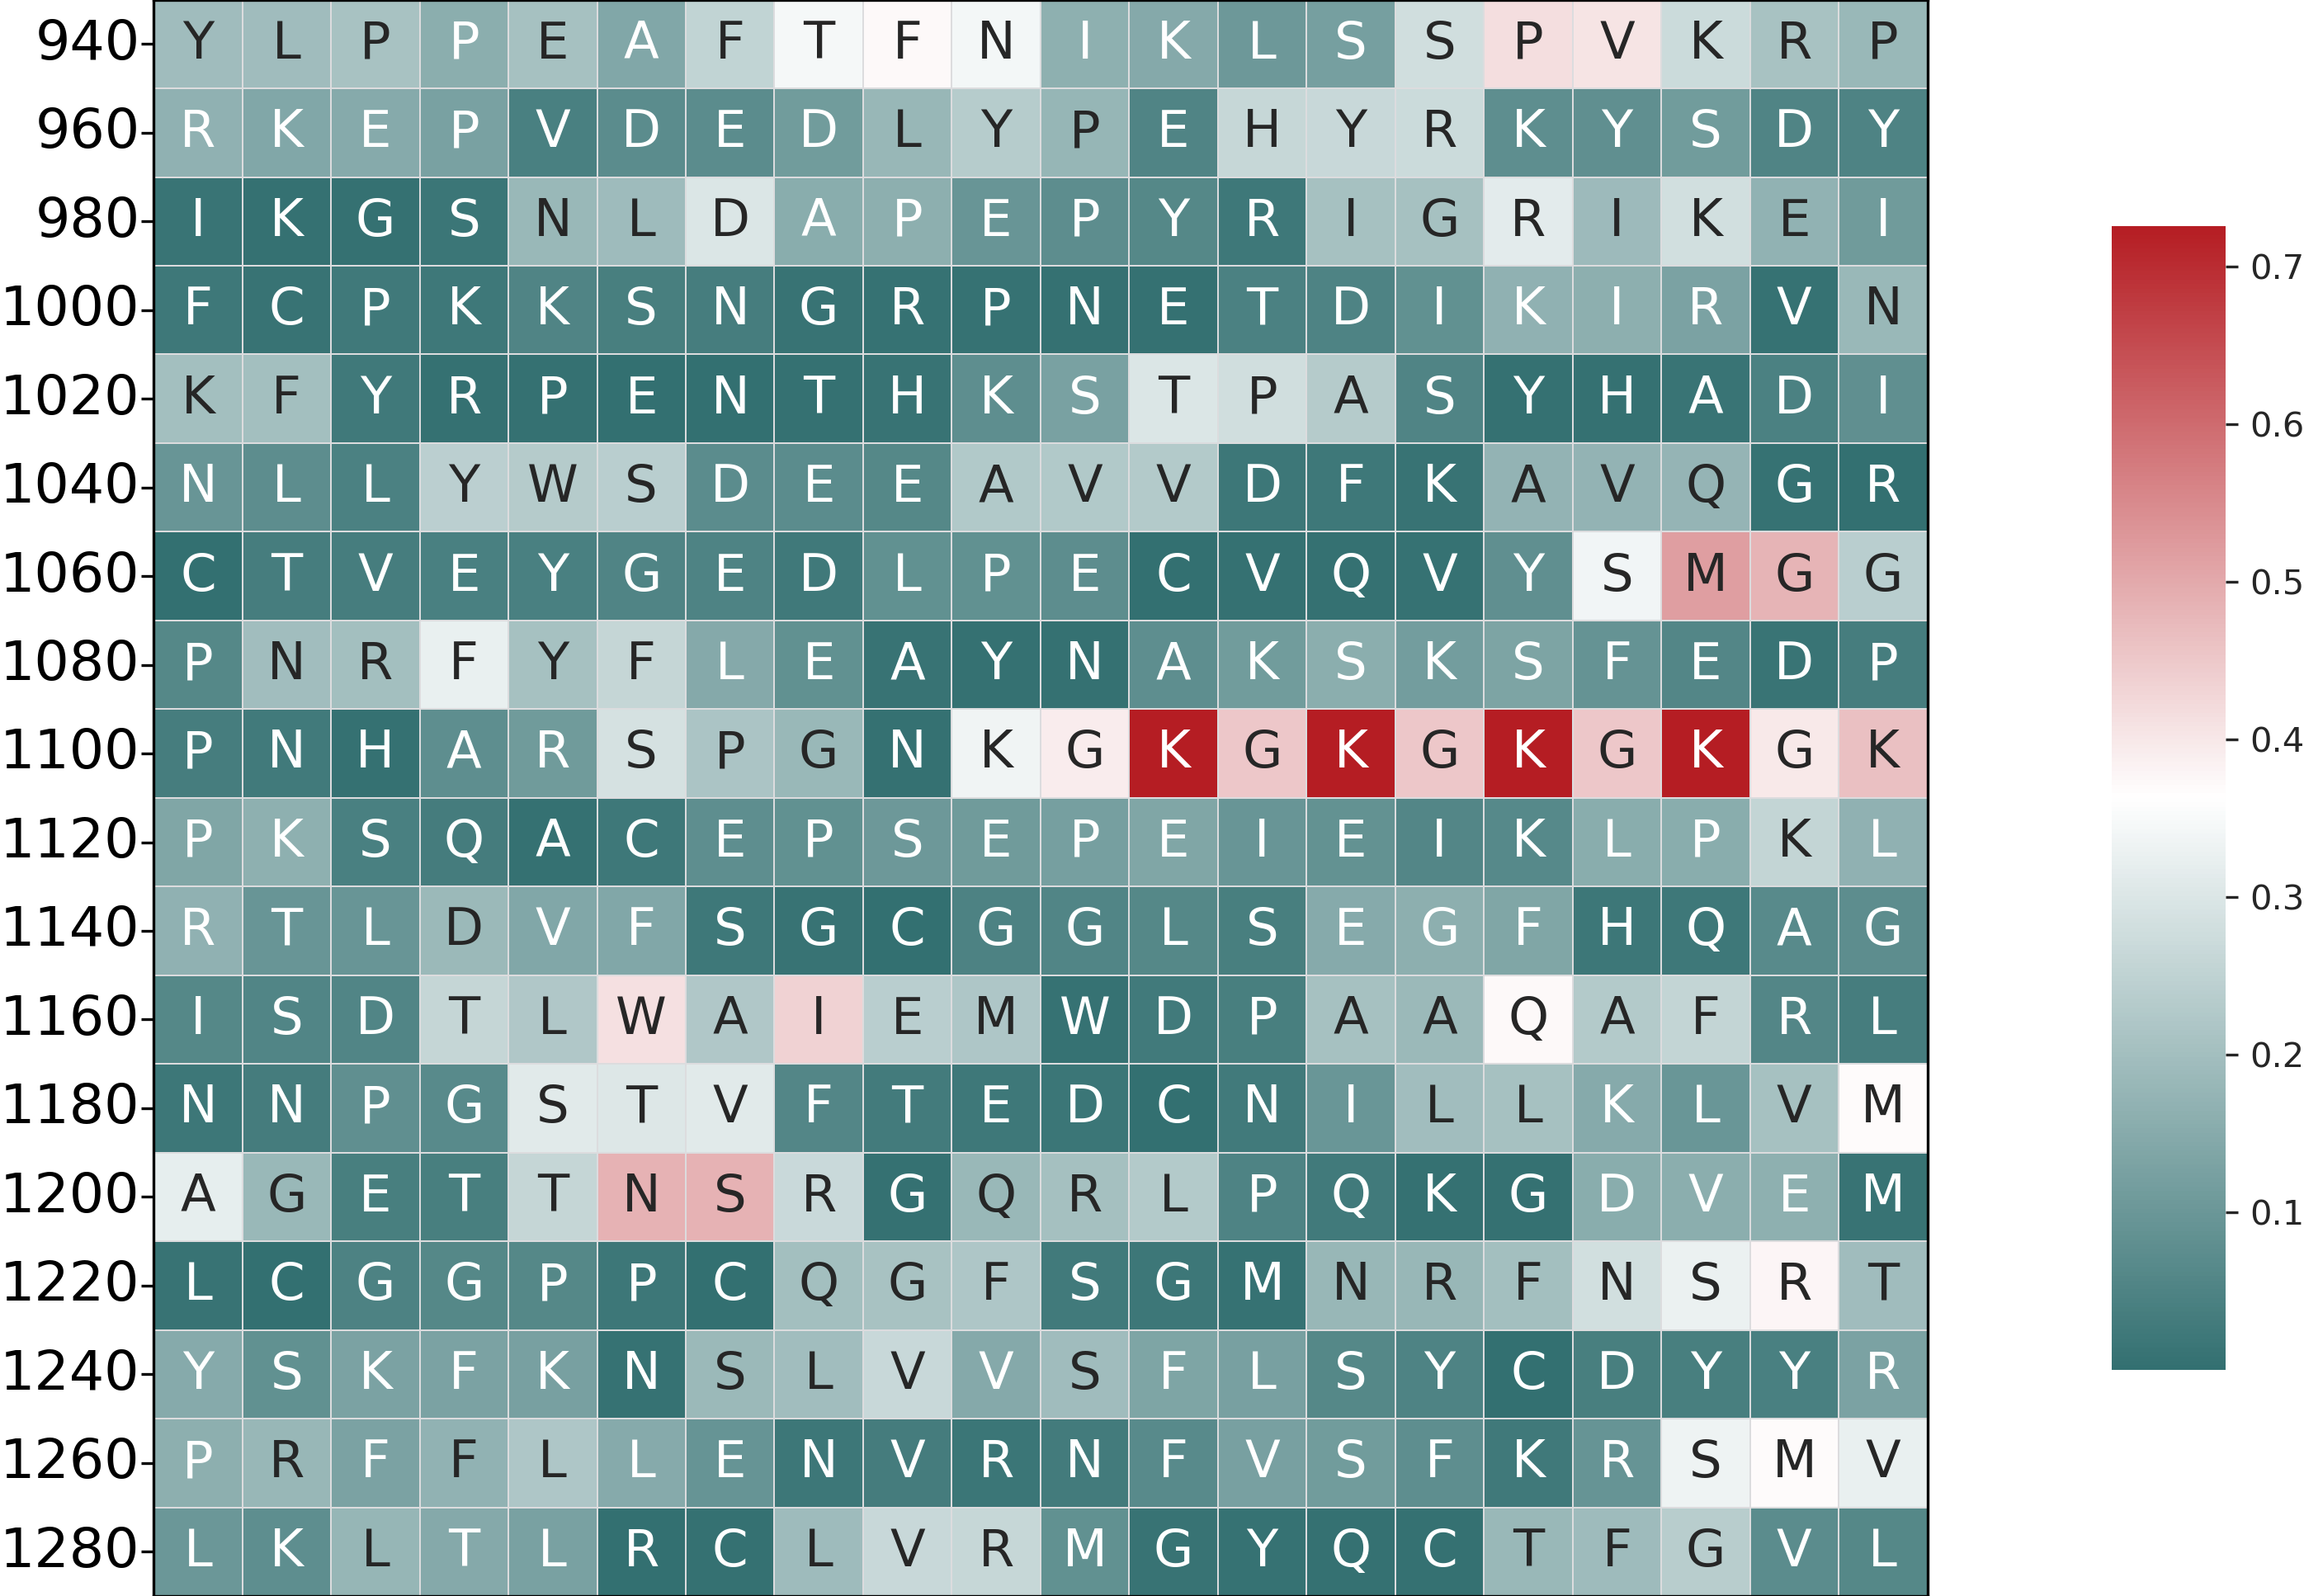 940 Y L P P E A F T F N I K L S S P V K R P
960 R K E P V D E D L Y P E H Y R K Y S D Y
980 I K G S N L D A P E P Y R I G R I K E I
1000 F C P K K S N G R P N E T D I K I R V N
1020 K F Y R P E N T H K S T P A S Y H A D I
1040 N L L Y W S D E E A V V D F K A V Q G R
1060 C T V E Y G E D L P E C V Q V Y S M G G
1080 P N R F Y F L E A Y N A K S K S F E D P
1100 P N H A R S P G N K G K G K G K G K G K
1120 P K S Q A C E P S E P E I E I K L P K L
1140 R T L D V F S G C G G L S E G F H Q A G
1160 I S D T L W A I E M W D P A A Q A F R L
1180 N N P G S T V F T E D C N I L L K L V M
1200 A G E T T N S R G Q R L P Q K G D V E M
1220 L C G G P P C Q G F S G M N R F N S R T
1240 Y S K F K N S L V V S F L S Y C D Y Y R
1260 P R F F L L E N V R N F V S F K R S M V
1280 L K L T L R C L V R M G Y Q C T F G V L
0.7
0.6
0.5
0.4
0.3
0.2
0.1